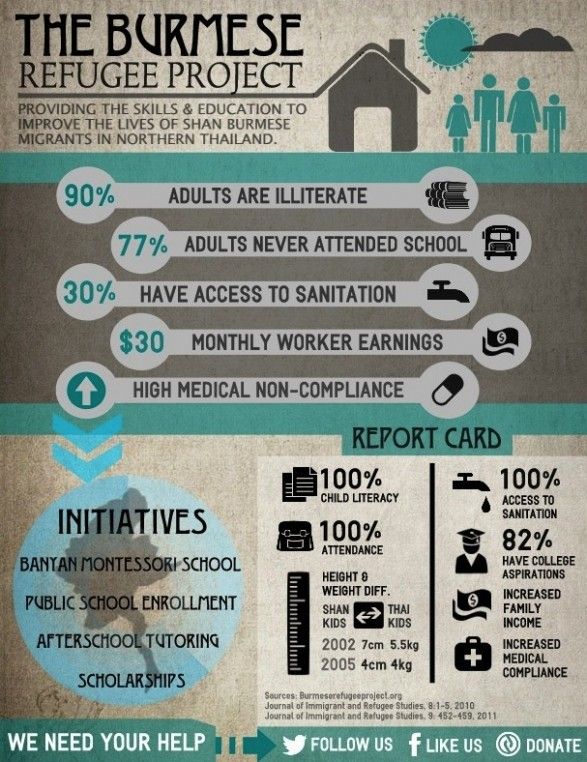 THE BURMESE
REFUGEE PROJECT
PROVIDING THE SKILLS & EDUCATION TO
IMPROVE THE LIVES OF SHAN BURMESE
MIGRANTS IN NORTHERN THAILAND.
90% ADULTS ARE ILLITERATE
77% ADULTS NEVER ATTENDED SCHOOL
30% HAVE ACCESS TO SANITATION
$30 MONTHLY WORKER EARNINGS
HIGH MEDICAL NON-COMPLIANCE
INITIATIVES
BANYAN MONTESSORI SCHOOL
PUBLIC SCHOOL ENROLLMENT
AFTERSCHOOL TUTORING
SCHOLARSHIPS
REPORT CARD
100%
CHILD LITERACY
100%
ATTENDANCE
HEIGHT &
WEIGHT DIFF.
SHAN KIDS THAI KIDS
2002 7cm 5.5kg
2005 4cm 4kg
100%
ACCESS TO
SANITATION
82%
HAVE COLLEGE
ASPIRATIONS
INCREASED
FAMILY
INCOME
INCREASED
MEDICAL
COMPLIANCE
Sources: Burmeserefugeeproject.org
Journal of Immigrant and Refugee Studies, 8:1-5, 2010
Journal of Immigrant and Refugee Studies, 9: 452-459, 2011
WE NEED YOUR HELP FOLLOW US LIKE US DONATE